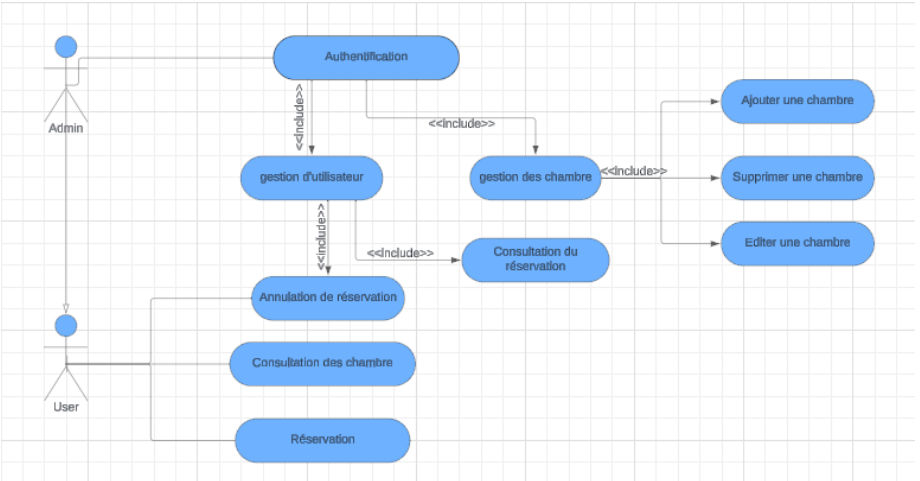 Authentification
Admin
<<Include>>
<<Include>>
Ajouter une chambre
gestion d'utilisateur
gestion des chambre
<<Include>>
Supprimer une chambre
<<Include>>
<<Include>>
Consultation du
réservation
Editer une chambre
Annulation de réservation
Consultation des chambre
User
Réservation